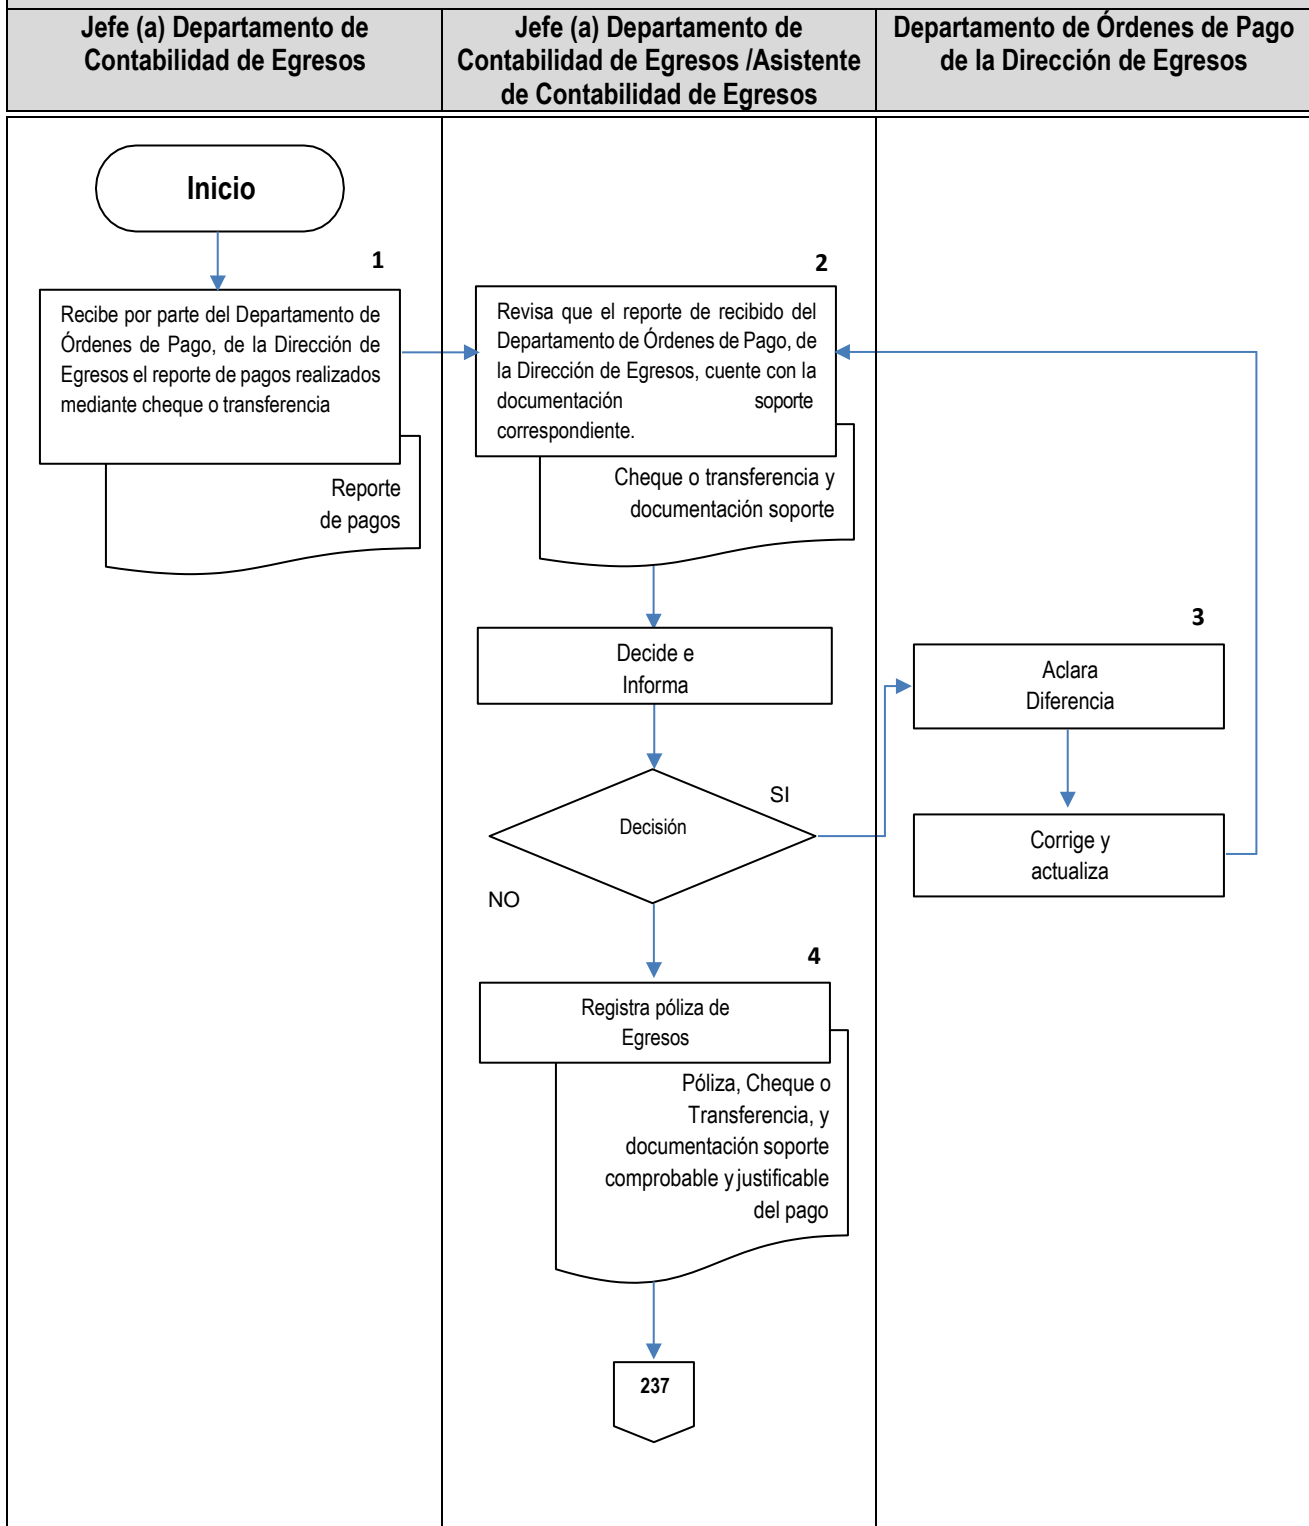 Jefe (a) Departamento de
Contabilidad de Egresos
Jefe (a) Departamento de
Contabilidad de Egresos /Asistente
de Contabilidad de Egresos
Departamento de Órdenes de Pago
de la Dirección de Egresos
Inicio
1
Recibe por parte del Departamento de
Órdenes de Pago, de la Dirección de
Egresos el reporte de pagos realizados
mediante cheque o transferencia
Reporte
de pagos
2
Revisa que el reporte de recibido del
Departamento de Órdenes de Pago, de
la Dirección de Egresos, cuente con la
documentación soporte
correspondiente.
Cheque o transferencia y
documentación soporte
Decide e
Informa
Decisión
SI
NO
3
Aclara
Diferencia
Corrige y
actualiza
4
Registra póliza de
Egresos
Póliza, Cheque o
Transferencia, y
documentación soporte
comprobable y justificable
del pago
237